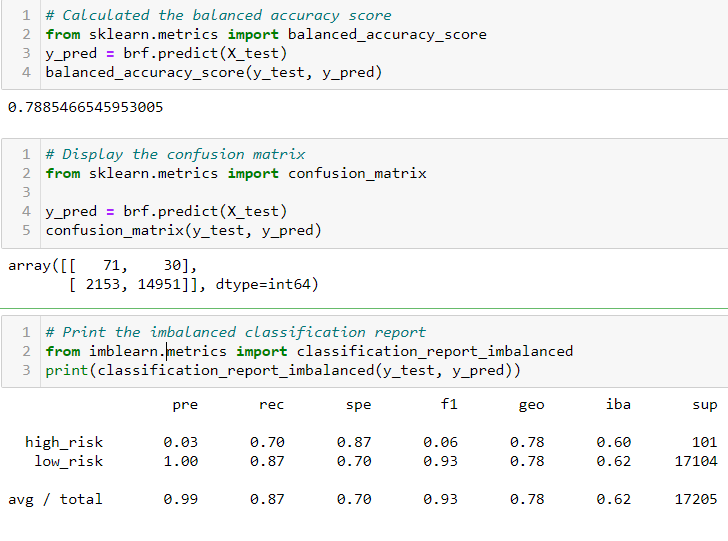 1 # Calculated the balanced accuracy score
2 from sklearn.metrics import balanced_accuracy_score
3 y_pred = brf.predict(X_test)
4 balanced_accuracy_score(y_test, y_pred)
0.7885466545953005
1 # Display the confusion matrix
2 from sklearn.metrics import confusion_matrix
3
4 y_pred = brf.predict(X_test)
5 confusion_matrix(y_test, y_pred)
array([[   71,    30],
       [ 2153, 14951]], dtype=int64)
1 # Print the imbalanced classification report
2 from imblearn.metrics import classification_report_imbalanced
3 print(classification_report_imbalanced(y_test, y_pred))
pre rec spe f1 geo iba sup
high_risk 0.03 0.70 0.87 0.06 0.78 0.60 101
low_risk 1.00 0.87 0.70 0.93 0.78 0.62 17104
avg / total 0.99 0.87 0.70 0.93 0.78 0.62 17205